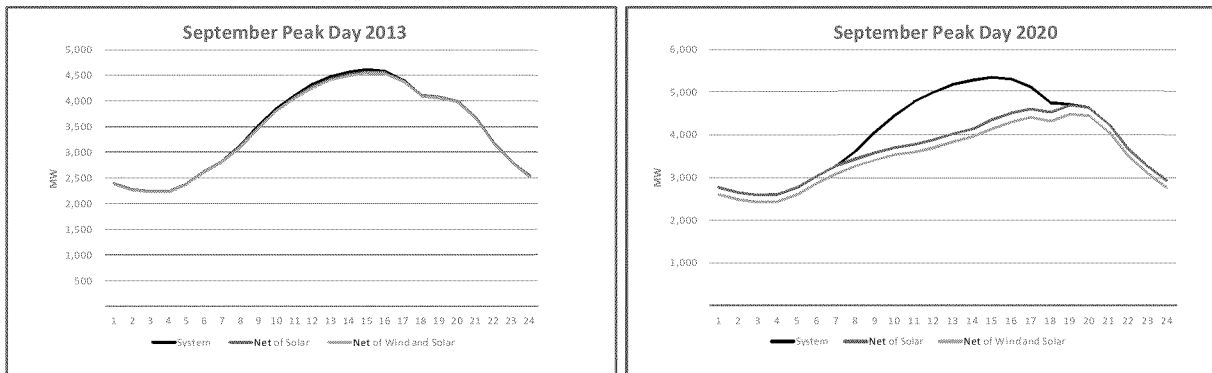 September Peak Day 2013
5,000
4,500
4,000
3,500
3,000
2,500
2,000
1,500
1,000
500
MW
1 2 3 4 5 6 7 8 9 10 11 12 13 14 15 16 17 18 19 20 21 22 23 24
System Net of Solar Net of Wind and Solar
September Peak Day 2020
6,000
5,000
4,000
3,000
2,000
1,000
MW
1 2 3 4 5 6 7 8 9 10 11 12 13 14 15 16 17 18 19 20 21 22 23 24
System Net of Solar Net of Wind and Solar